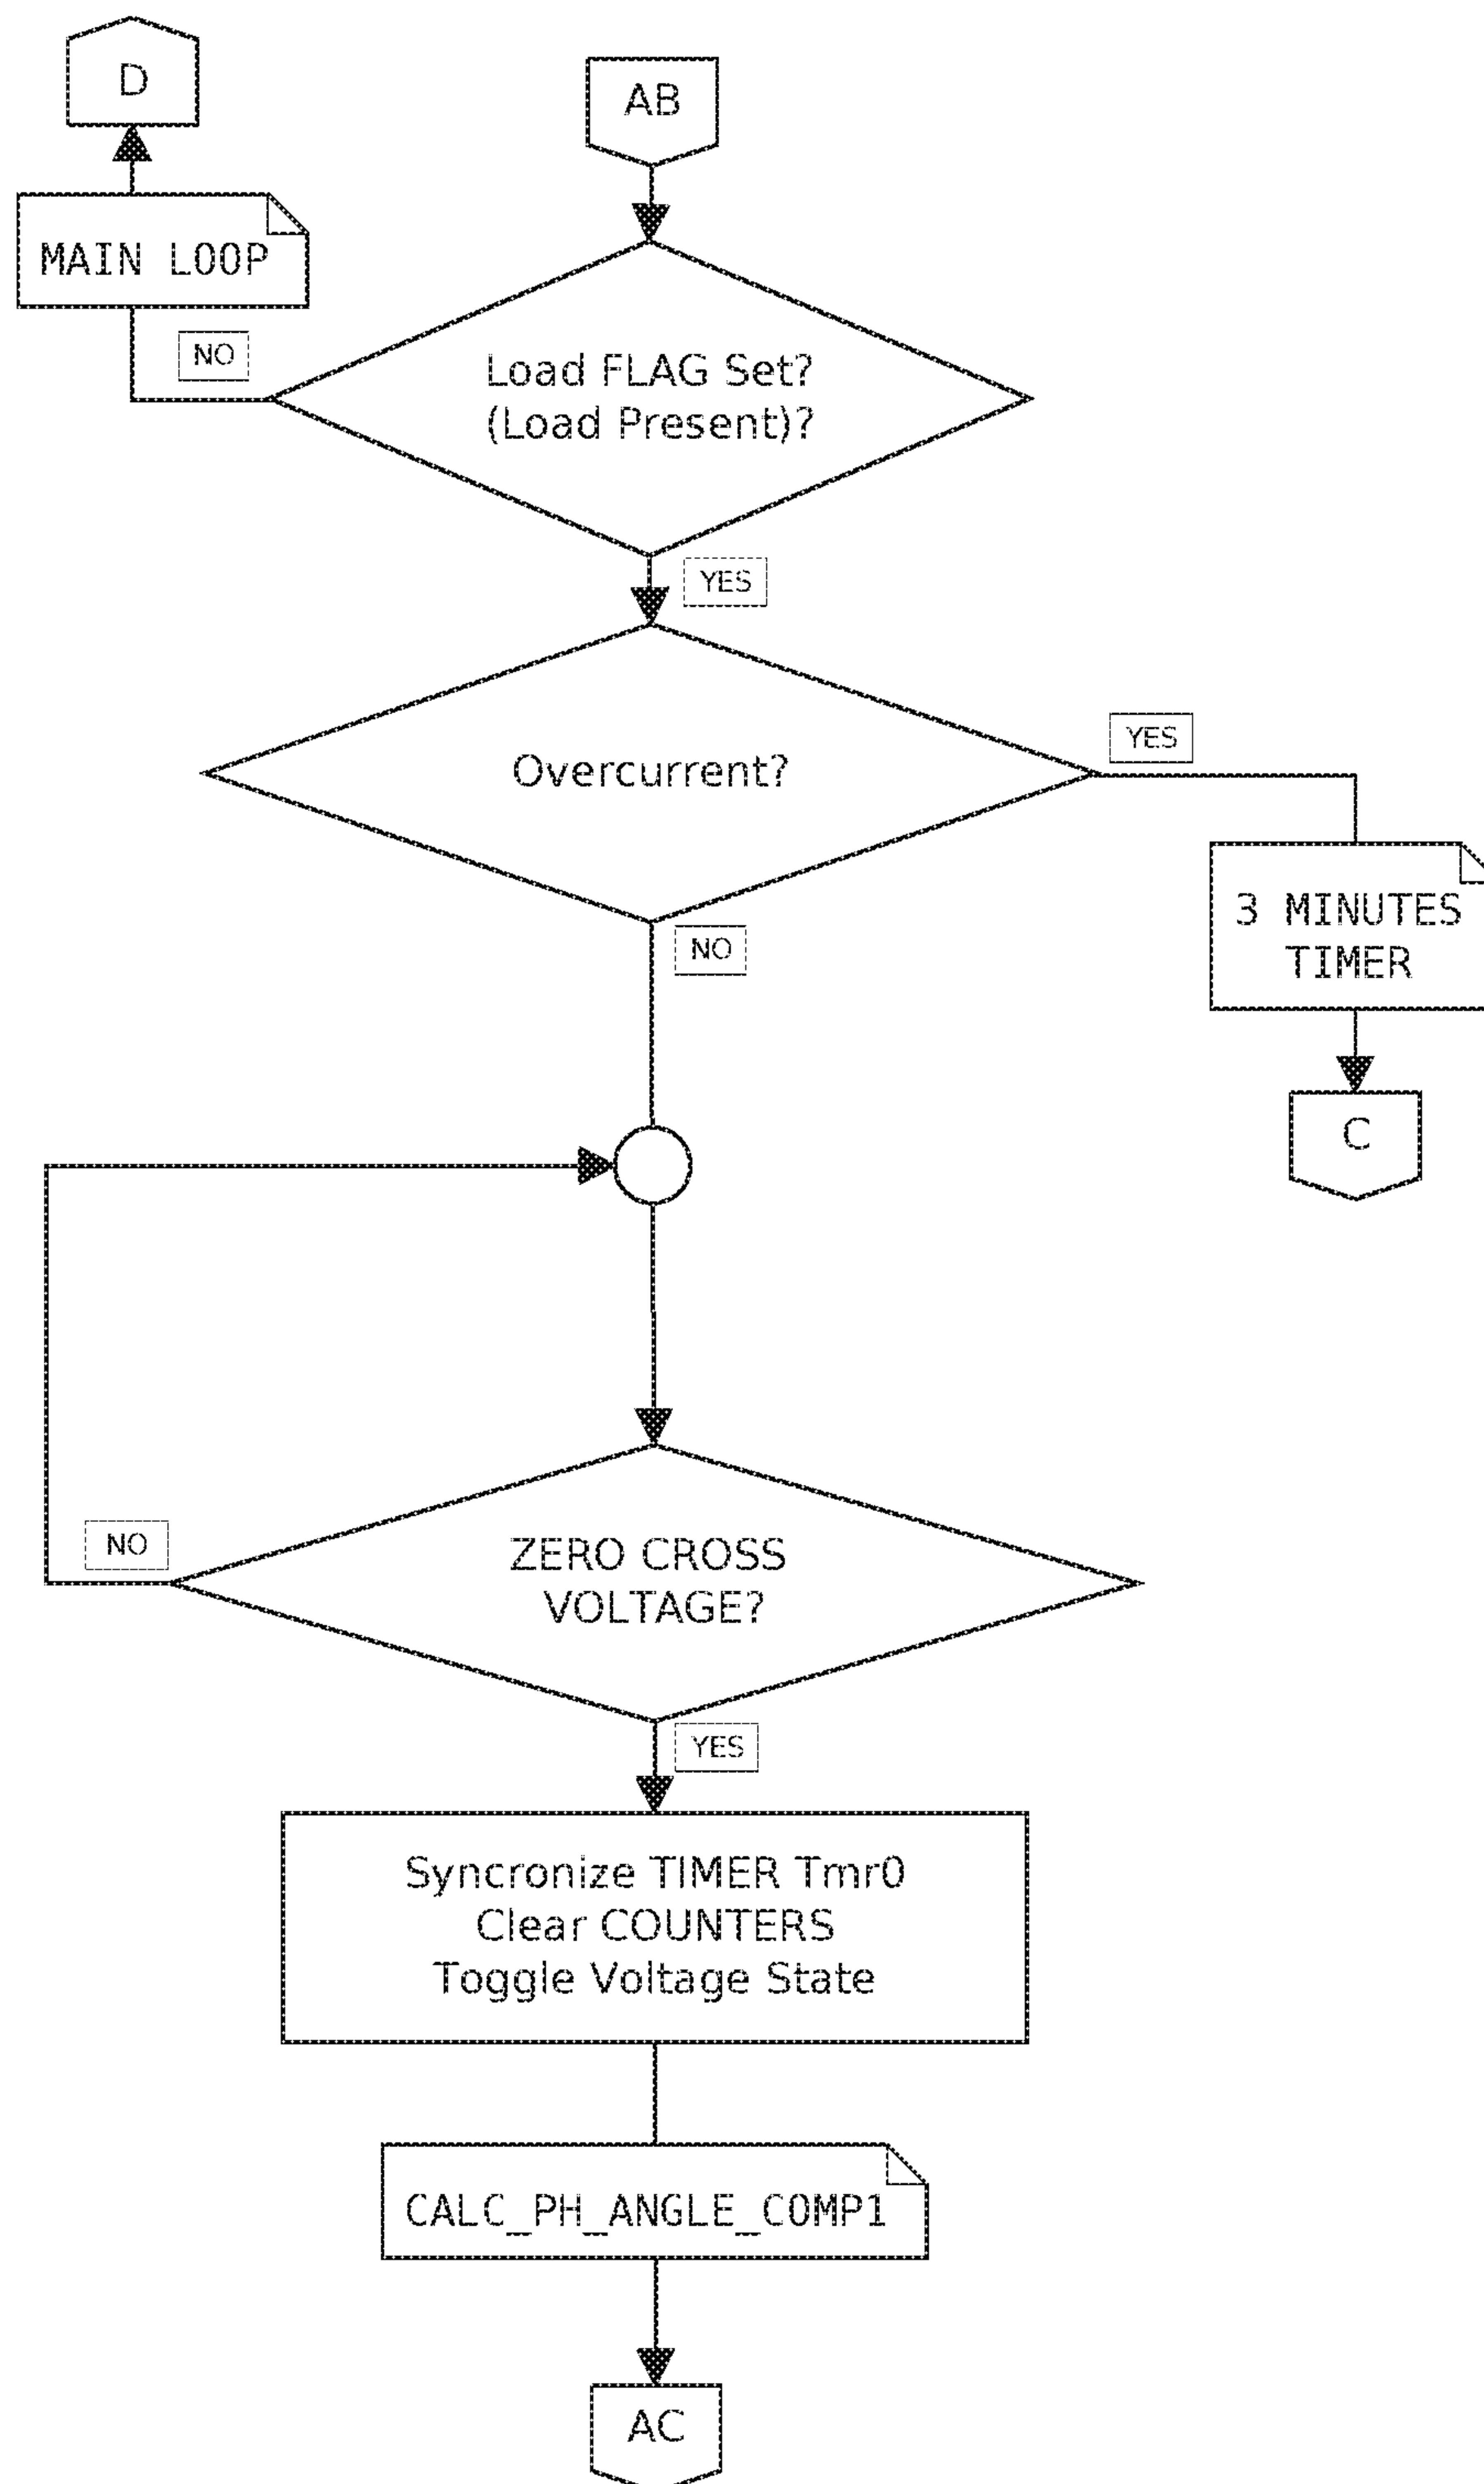 D
AB
MAIN LOOP
NO
Load FLAG Set?
(Load Present)?
YES
Overcurrent?
YES
3 MINUTES
TIMER
NO
C
NO
ZERO CROSS
VOLTAGE?
YES
Syncronize TIMER Tmr0
Clear COUNTERS
Toggle Voltage State
CALC_PH_ANGLE_COMP1
AC